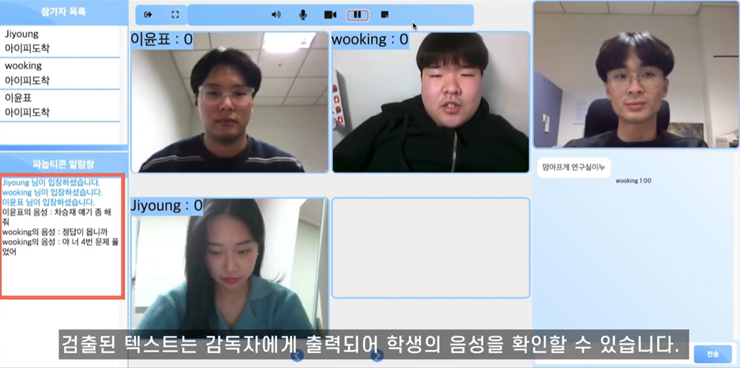 참가자 목록
Jiyoung
아이피도착
wooking
아이피도착
이윤표
아이피도착
파놉티콘 알람창
Jiyoung 님이 입장하셨습니다.
wooking 님이 입장하셨습니다.
이윤표 님이 입장하셨습니다.
이윤표의 음성 : 차승재 얘기 좀 해
줘
wooking의 음성 : 정답이 뭡니까
wooking의 음성 : 야 너 4번 문제 풀
었어
이윤표 : 0
wooking : 0
Jiyoung : 0
맘아프게 연구실이누
wooking 1:00
전송
검출된 텍스트는 감독자에게 출력되어 학생의 음성을 확인할 수 있습니다.